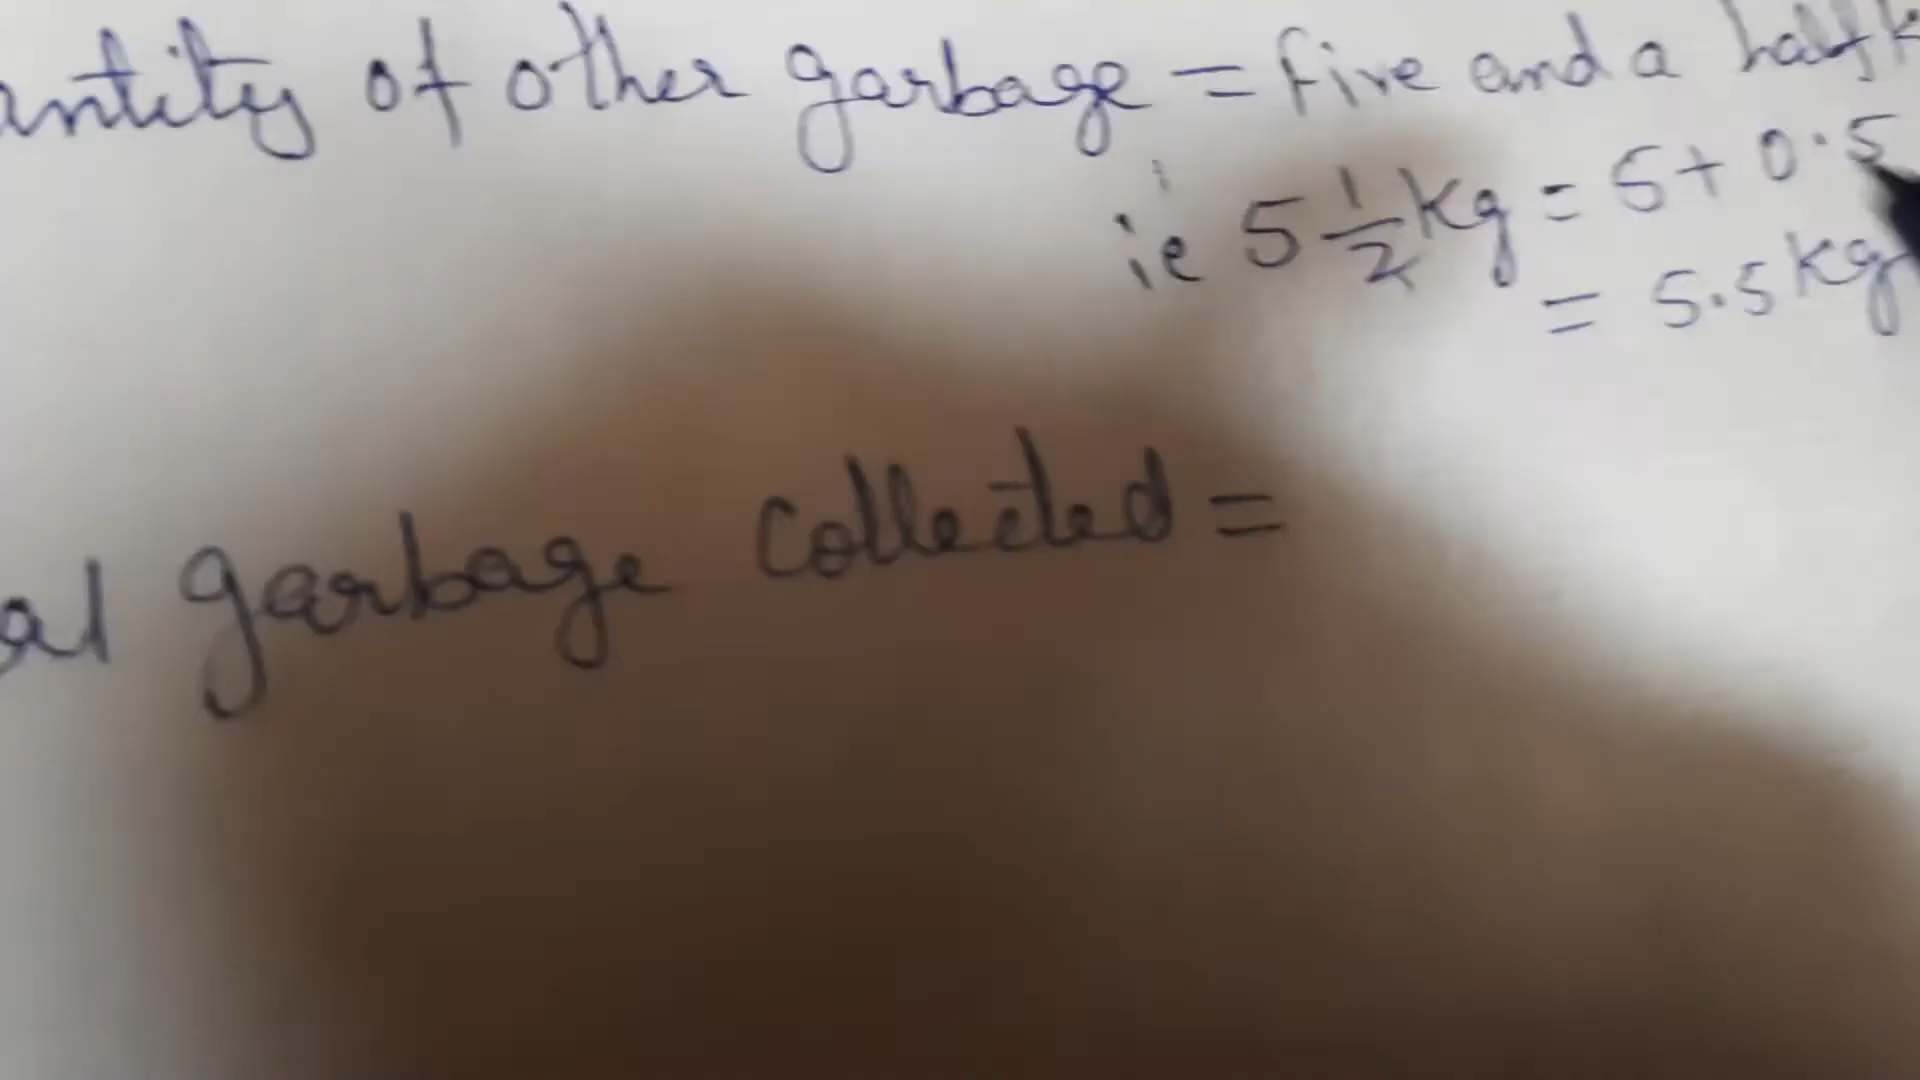 antity of other garbage = five and a half k
ie 5 1/2 kg = 5 + 0.5
= 5.5 kg
al garbage collected =